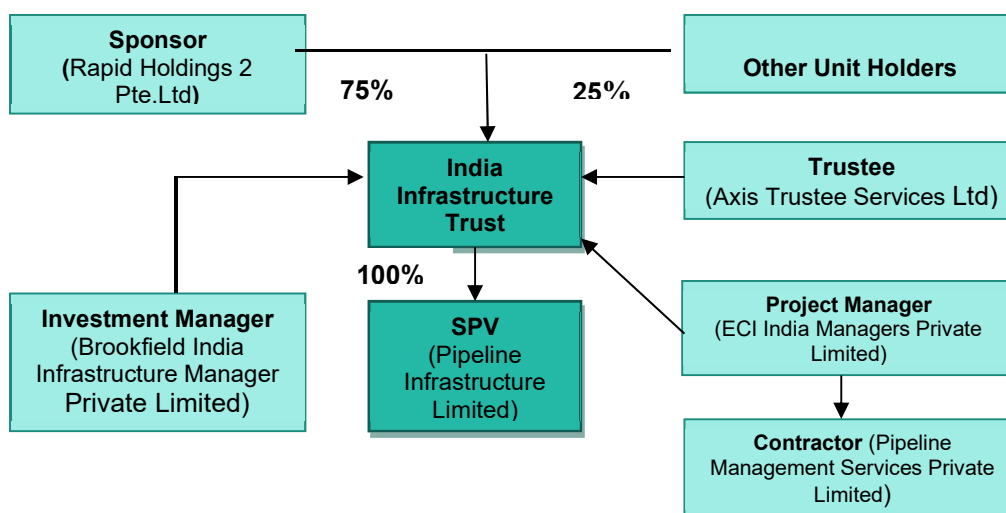 Sponsor
(Rapid Holdings 2
Pte.Ltd)
75%
25%
Other Unit Holders
India
Infrastructure
Trust
Trustee
(Axis Trustee Services Ltd)
100%
Investment Manager
(Brookfield India
Infrastructure Manager
Private Limited)
SPV
(Pipeline
Infrastructure
Limited)
Project Manager
(ECI India Managers Private
Limited)
Contractor (Pipeline
Management Services Private
Limited)